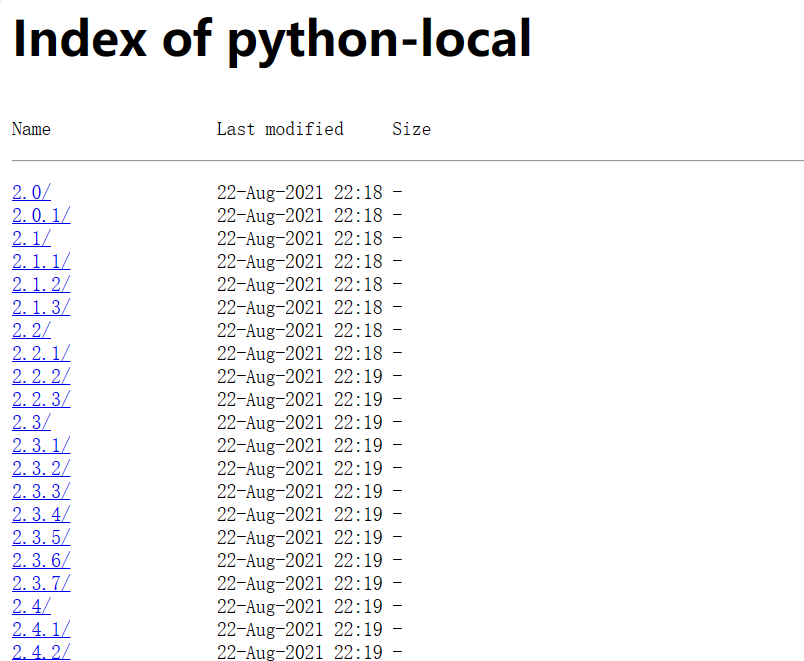 Index of python-local
Name Last modified Size
2.0/ 22-Aug-2021 22:18 -
2.0.1/ 22-Aug-2021 22:18 -
2.1/ 22-Aug-2021 22:18 -
2.1.1/ 22-Aug-2021 22:18 -
2.1.2/ 22-Aug-2021 22:18 -
2.1.3/ 22-Aug-2021 22:18 -
2.2/ 22-Aug-2021 22:18 -
2.2.1/ 22-Aug-2021 22:18 -
2.2.2/ 22-Aug-2021 22:19 -
2.2.3/ 22-Aug-2021 22:19 -
2.3/ 22-Aug-2021 22:19 -
2.3.1/ 22-Aug-2021 22:19 -
2.3.2/ 22-Aug-2021 22:19 -
2.3.3/ 22-Aug-2021 22:19 -
2.3.4/ 22-Aug-2021 22:19 -
2.3.5/ 22-Aug-2021 22:19 -
2.3.6/ 22-Aug-2021 22:19 -
2.3.7/ 22-Aug-2021 22:19 -
2.4/ 22-Aug-2021 22:19 -
2.4.1/ 22-Aug-2021 22:19 -
2.4.2/ 22-Aug-2021 22:19 -